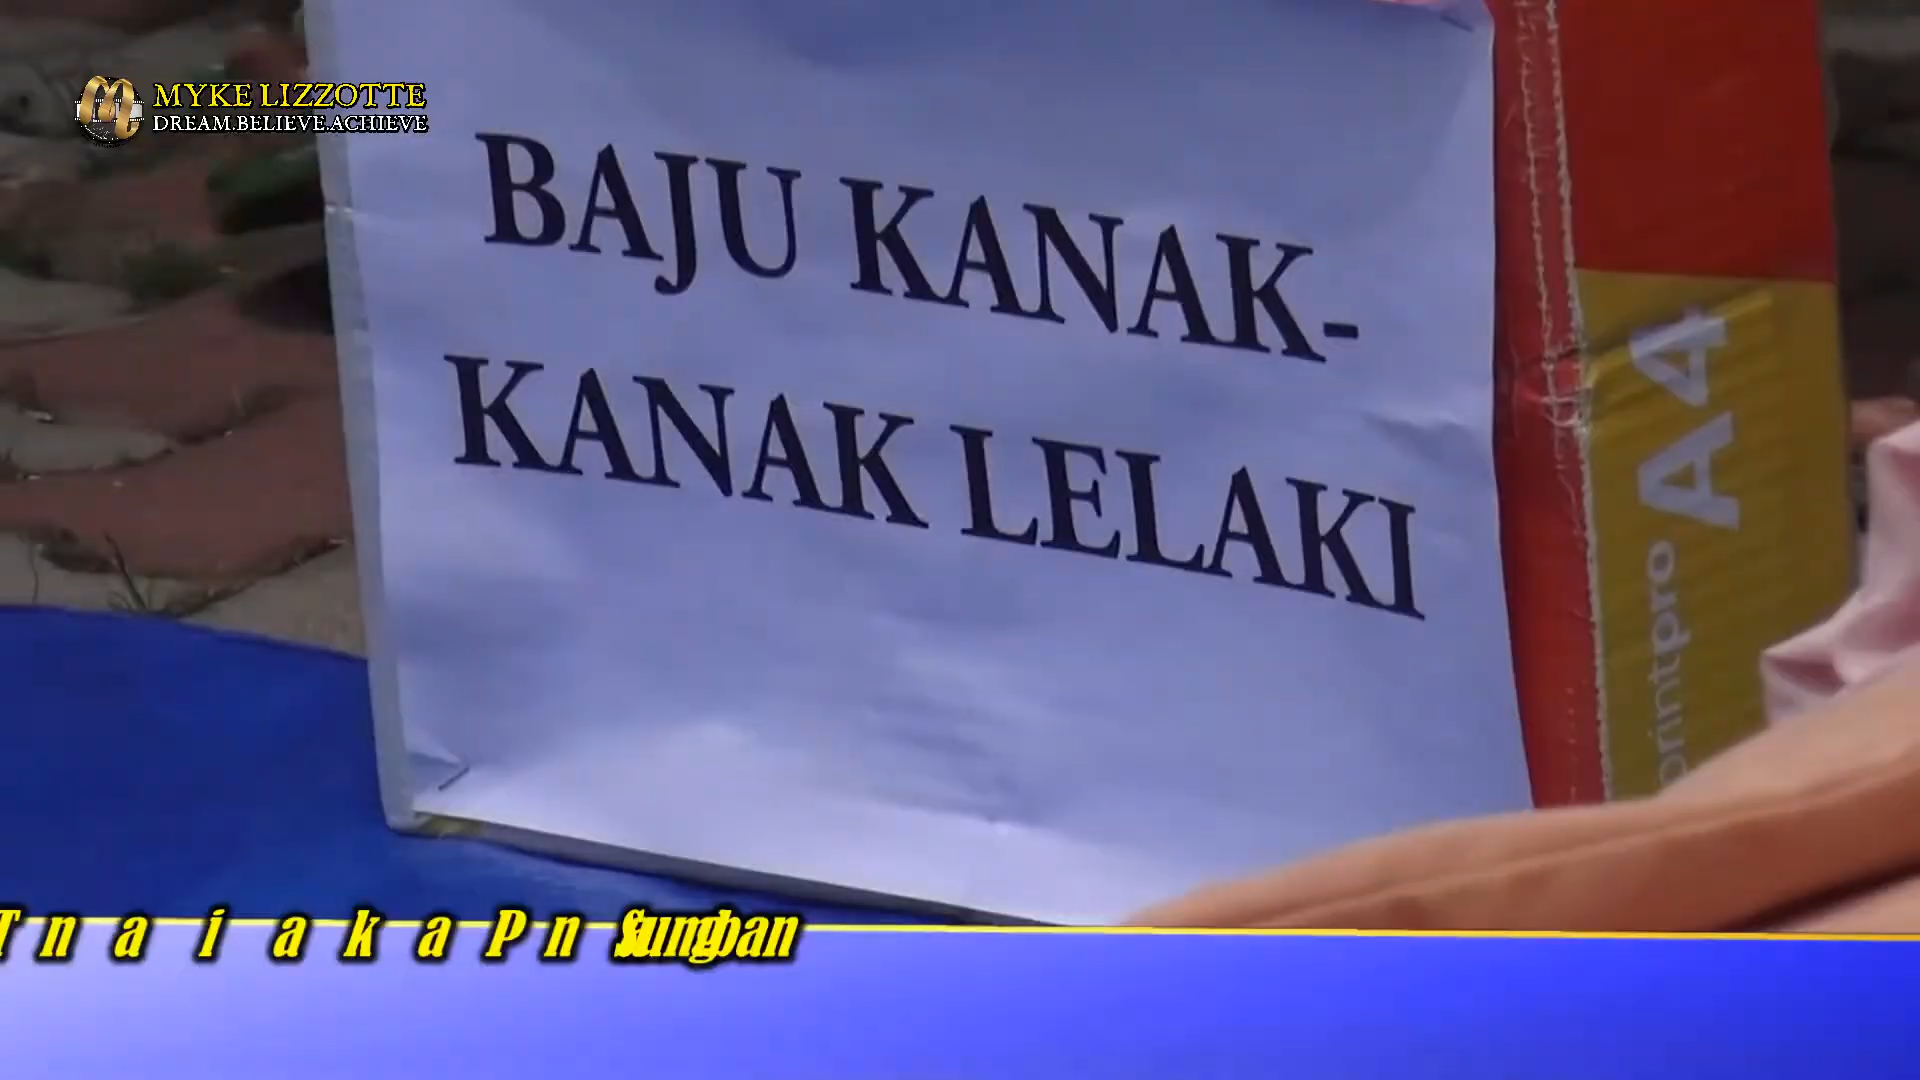 MYKE LIZZOTTE
DREAM.BELIEVE.ACHIEVE
BAJU KANAK-
KANAK LELAKI
A4
printpro